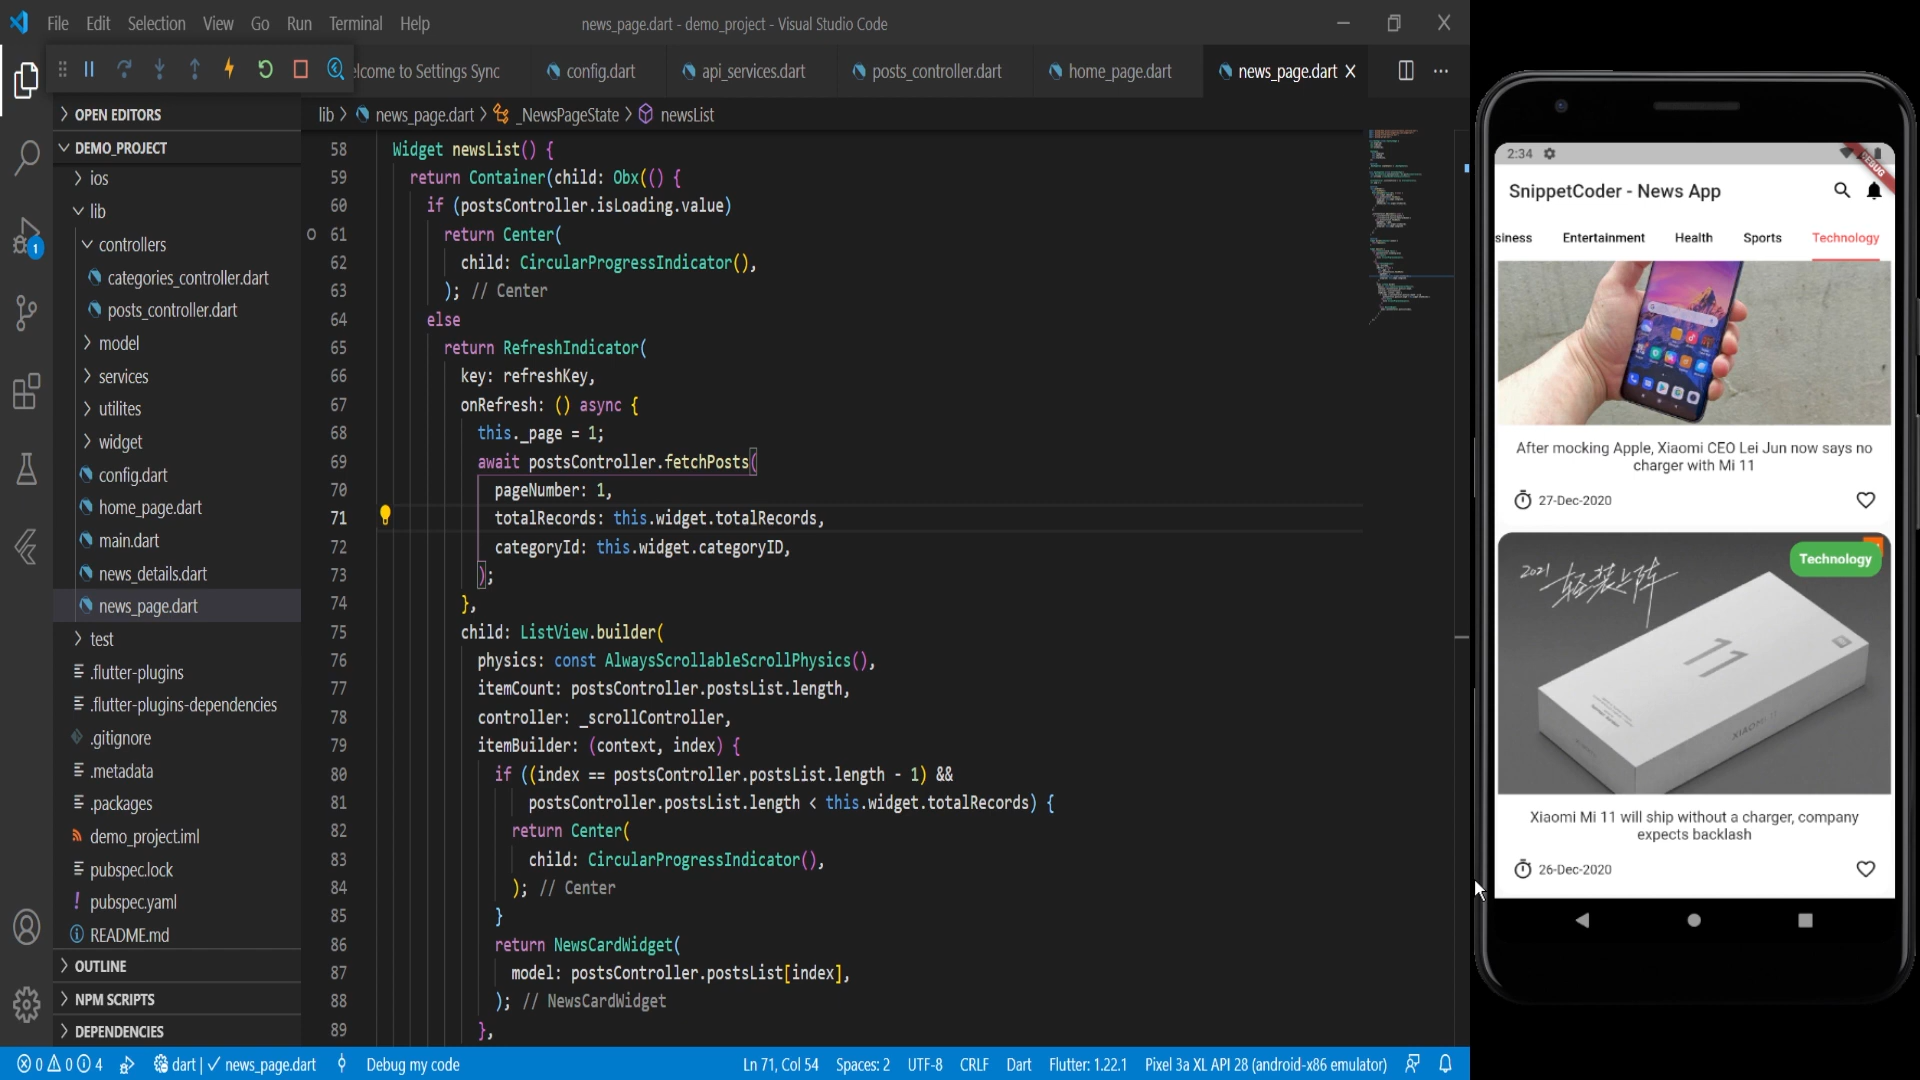 File Edit Selection View Go Run Terminal Help
news_page.dart - demo_project - Visual Studio Code
elcome to Settings Sync
config.dart
api_services.dart
posts_controller.dart
home_page.dart
news_page.dart
lib > news_page.dart > _NewsPageState > newsList
OPEN EDITORS
DEMO_PROJECT
ios
lib
controllers
categories_controller.dart
posts_controller.dart
model
services
utilites
widget
config.dart
home_page.dart
main.dart
news_details.dart
news_page.dart
test
.flutter-plugins
.flutter-plugins-dependencies
.gitignore
.metadata
.packages
demo_project.iml
pubspec.lock
pubspec.yaml
README.md
OUTLINE
NPM SCRIPTS
DEPENDENCIES
1
58 Widget newsList() {
59 return Container(child: Obx(() {
60 if (postsController.isLoading.value)
61 return Center(
62 child: CircularProgressIndicator(),
63 ); // Center
64 else
65 return RefreshIndicator(
66 key: refreshKey,
67 onRefresh: () async {
68 this._page = 1;
69 await postsController.fetchPosts(
70 pageNumber: 1,
71 totalRecords: this.widget.totalRecords,
72 categoryId: this.widget.categoryID,
73 );
74 },
75 child: ListView.builder(
76 physics: const AlwaysScrollableScrollPhysics(),
77 itemCount: postsController.postsList.length,
78 controller: _scrollController,
79 itemBuilder: (context, index) {
80 if ((index == postsController.postsList.length - 1) &&
81 postsController.postsList.length < this.widget.totalRecords) {
82 return Center(
83 child: CircularProgressIndicator(),
84 ); // Center
85 }
86 return NewsCardWidget(
87 model: postsController.postsList[index],
88 ); // NewsCardWidget
89 },
0 0 4 dart | ✓ news_page.dart Debug my code
Ln 71, Col 54 Spaces: 2 UTF-8 CRLF Dart Flutter: 1.22.1 Pixel 3a XL API 28 (android-x86 emulator)
2:34
DEBUG
SnippetCoder - News App
siness Entertainment Health Sports Technology
After mocking Apple, Xiaomi CEO Lei Jun now says no
charger with Mi 11
27-Dec-2020
Technology
2021 轻装上阵
11
XIAOMI 11
Xiaomi Mi 11 will ship without a charger, company
expects backlash
26-Dec-2020